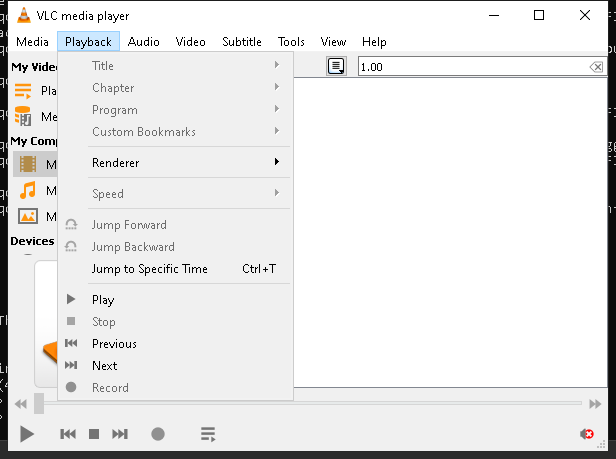 VLC media player
Media Playback Audio Video Subtitle Tools View Help
My Vide
1.00
Title
Pla
Chapter
Me
Program
Custom Bookmarks
My Comp
Renderer
M
Speed
M
M
Jump Forward
Devices
Jump Backward
Jump to Specific Time Ctrl+T
Play
Stop
Previous
Next
Record